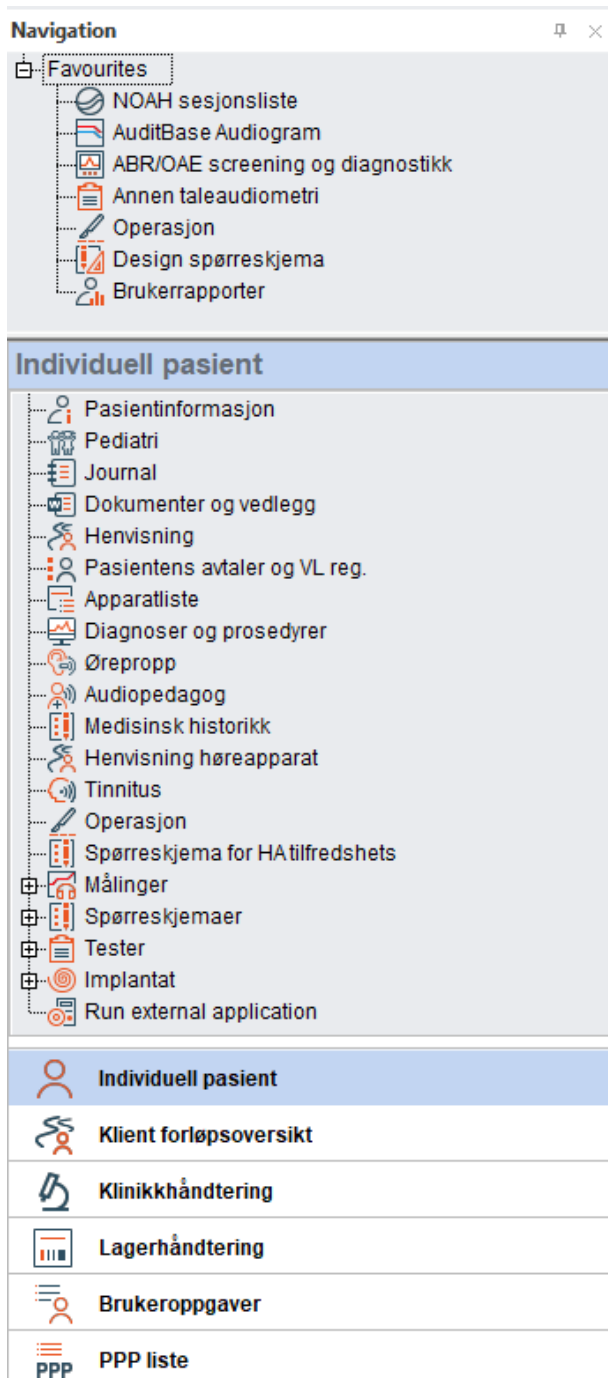 Navigation
Favourites
NOAH sesjonsliste
AuditBase Audiogram
ABR/OAE screening og diagnostikk
Annen taleaudiometri
Operasjon
Design spørreskjema
Brukerrapporter
Individuell pasient
Pasientinformasjon
Pediatri
Journal
Dokumenter og vedlegg
Henvisning
Pasientens avtaler og VL reg.
Apparatliste
Diagnoser og prosedyrer
Ørepropp
Audiopedagog
Medisinsk historikk
Henvisning høreapparat
Tinnitus
Operasjon
Spørreskjema for HAtilfredshets
Målinger
Spørreskjemaer
Tester
Implantat
Run external application
Individuell pasient
Klient forløpsoversikt
Klinikkhåndtering
Lagerhåndtering
Brukeroppgaver
PPP PPP liste